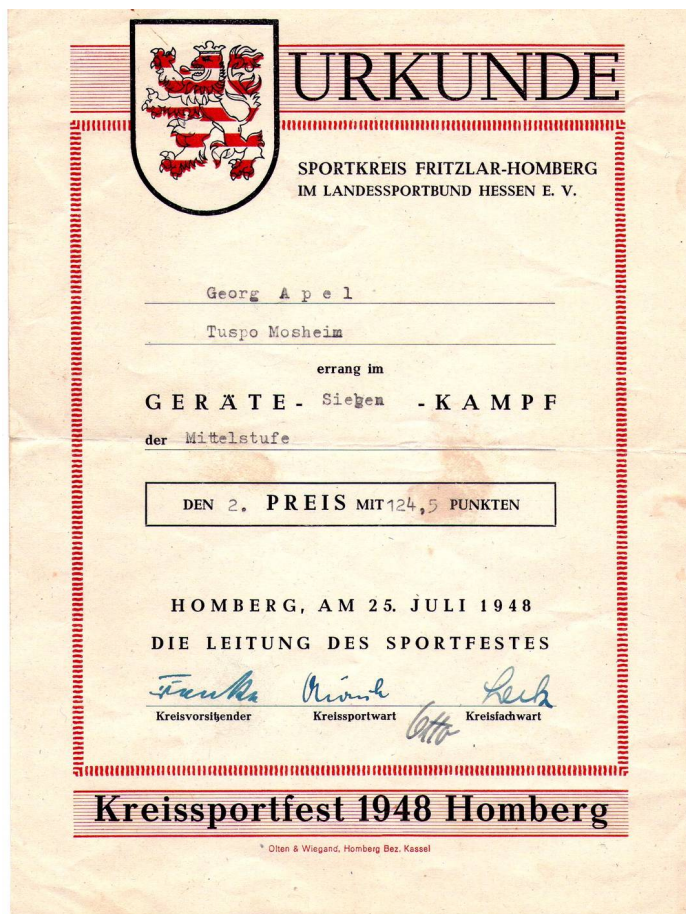 URKUNDE
SPORTKREIS FRITZLAR-HOMBERG
IM LANDESSPORTBUND HESSEN E. V.
Georg A p e l
Tuspo Mosheim
errang im
GERÄTE- Sieben -KAMPF
der Mittelstufe
DEN 2. PREIS MIT 124,5 PUNKTEN
HOMBERG, AM 25. JULI 1948
DIE LEITUNG DES SPORTFESTES
Kreisvorsitzender Kreissportwart Kreisfachwart
Otto
Kreissportfest 1948 Homberg
Olten & Wiegand, Homberg Bez. Kassel